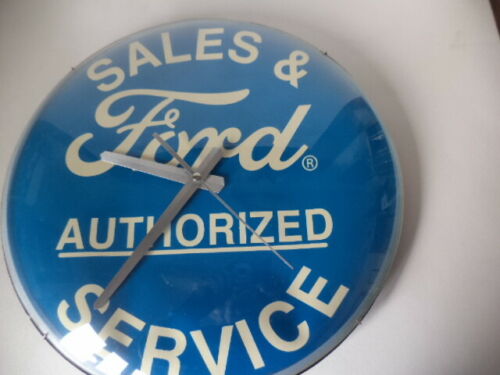 SALES &
Ford®
AUTHORIZED
SERVICE